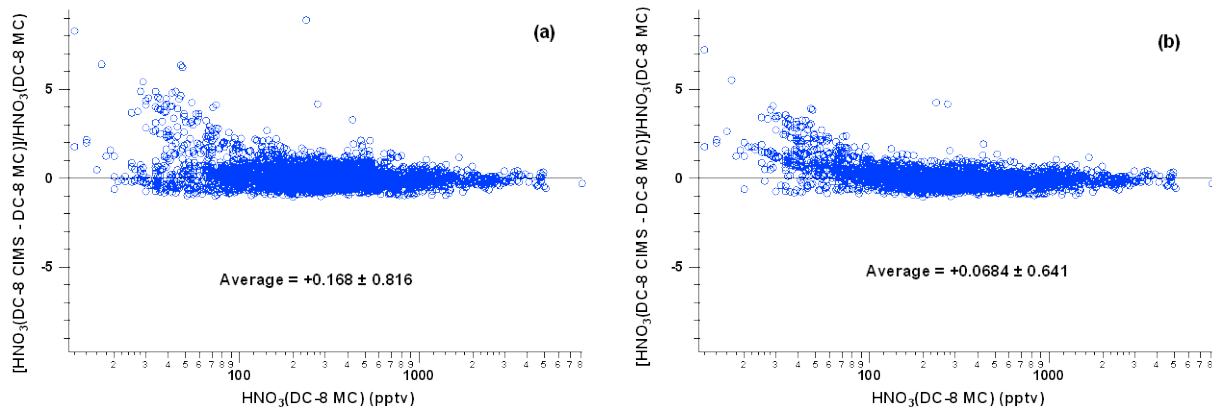 (a)
[HNO3(DC-8 CIMS - DC-8 MC)]/HNO3(DC-8 MC)
5
0
-5
Average = +0.168 ± 0.816
2 3 4 5 6 7 8 9 2 3 4 5 6 7 8 9 2 3 4 5 6 7 8
100 1000
HNO3(DC-8 MC) (pptv)
(b)
[HNO3(DC-8 CIMS - DC-8 MC)]/HNO3(DC-8 MC)
5
0
-5
Average = +0.0684 ± 0.641
2 3 4 5 6 7 8 9 2 3 4 5 6 7 8 9 2 3 4 5 6 7 8
100 1000
HNO3(DC-8 MC) (pptv)